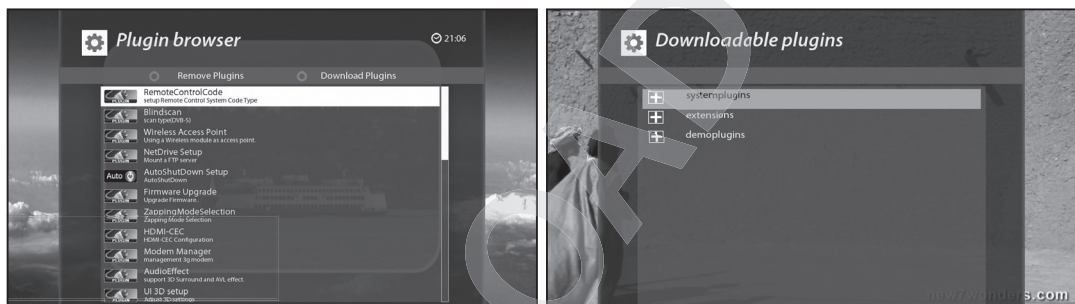 Plugin browser
21:06
Remove Plugins
Download Plugins
RemoteControlCode
setup Remote Control System Code Type
Blindscan
scan type(DVB-S)
Wireless Access Point
Using a Wireless module as access point.
NetDrive Setup
Mount a FTP server
Auto
AutoShutDown Setup
AutoShutDown
Firmware Upgrade
Upgrade Firmware..
ZappingModeSelection
Zapping Mode Selection
HDMI-CEC
HDMI-CEC Configuration
Modem Manager
management 3g modem
AudioEffect
support 3D Surround and AVL effect.
UI 3D setup
Adjust 3D settings
Downloadable plugins
systemplugins
extensions
demoplugins
new7wonders.com